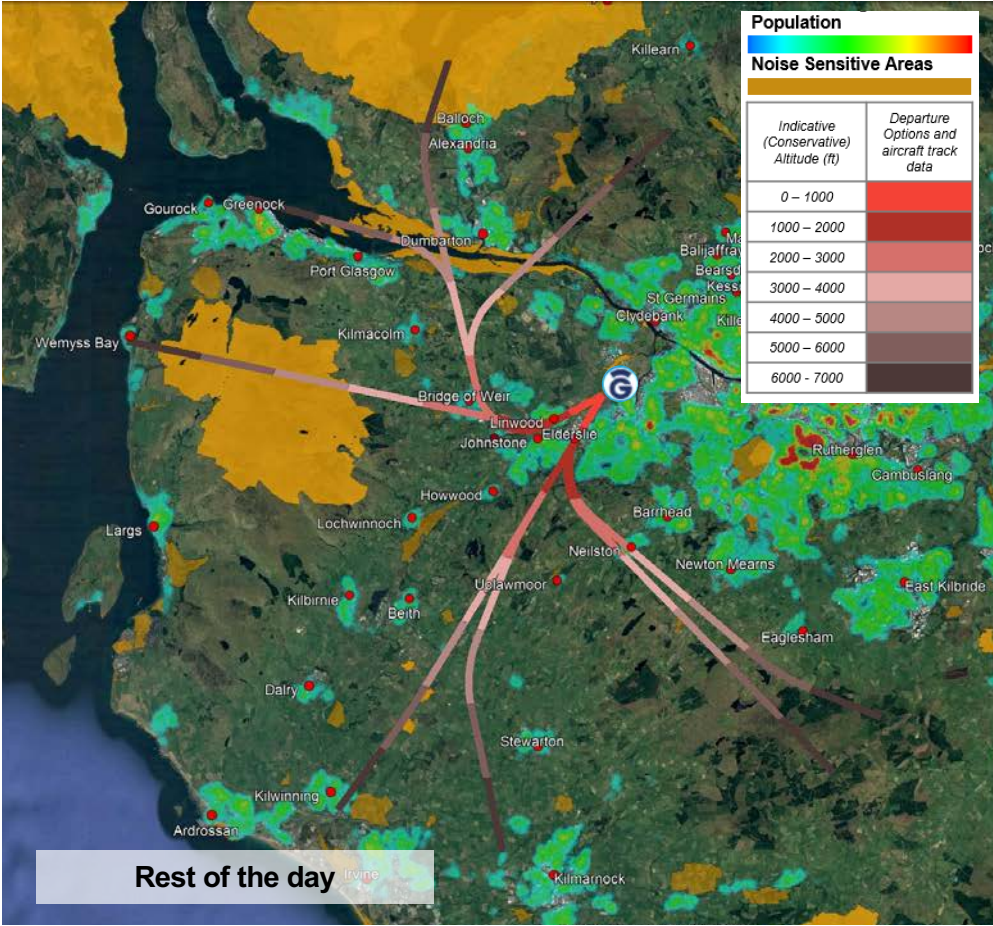 Population
Noise Sensitive Areas
Indicative
(Conservative)
Altitude (ft)
Departure
Options and
aircraft track
data
0 – 1000
1000 – 2000
2000 – 3000
3000 – 4000
4000 – 5000
5000 – 6000
6000 - 7000
Killearn
Balloch
Alexandria
Gourock
Greenock
Dumbarton
Port Glasgow
Balijaffray
Bearsd
Kess
St Germains
Clydebank
Kille
Wemyss Bay
Kilmacolm
Bridge of Weir
Linwood
Elderslie
Johnstone
G
Rutherglen
Cambuslang
Howwood
Lochwinnoch
Barrhead
Largs
Neilston
Newton Mearns
Uplawmoor
East Kilbride
Kilbirnie
Beith
Eaglesham
Dalry
Stewarton
Kilwinning
Ardrossan
Rest of the day
Irvine
Kilmarnock